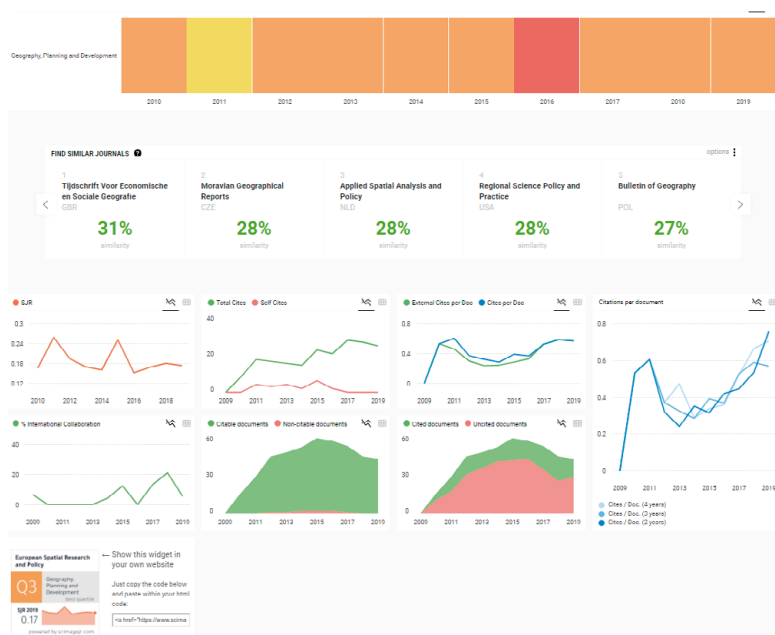 Geography, Planning and Development
2010 2011 2012 2013 2014 2015 2016 2017 2018 2019
FIND SIMILAR JOURNALS ?
options
1
Tijdschrift Voor Economische
en Sociale Geografie
GBR
31%
similarity
2
Moravian Geographical
Reports
CZE
28%
similarity
3
Applied Spatial Analysis and
Policy
NLD
28%
similarity
4
Regional Science Policy and
Practice
USA
28%
similarity
5
Bulletin of Geography
POL
27%
similarity
SJR
0.3
0.24
0.18
0.12
2010 2012 2014 2016 2018
Total Cites Self Cites
40
20
0
2009 2011 2013 2015 2017 2019
External Cites per Doc Cites per Doc
0.8
0.4
0
2009 2011 2013 2015 2017 2019
Citations per document
0.8
0.6
0.4
0.2
0
2009 2011 2013 2015 2017 2019
Cites / Doc. (4 years)
Cites / Doc. (3 years)
Cites / Doc. (2 years)
% International Collaboration
40
20
0
2009 2011 2013 2015 2017 2019
Citable documents Non-citable documents
60
30
0
2009 2011 2013 2015 2017 2019
Cited documents Uncited documents
60
30
0
2009 2011 2013 2015 2017 2019
European Spatial Research
and Policy
Q3
Geography,
Planning and
Development
best quartile
SJR 2019
0.17
powered by scimagojr.com
← Show this widget in
your own website
Just copy the code below
and paste within your html
code:
<a href="https://www.scima